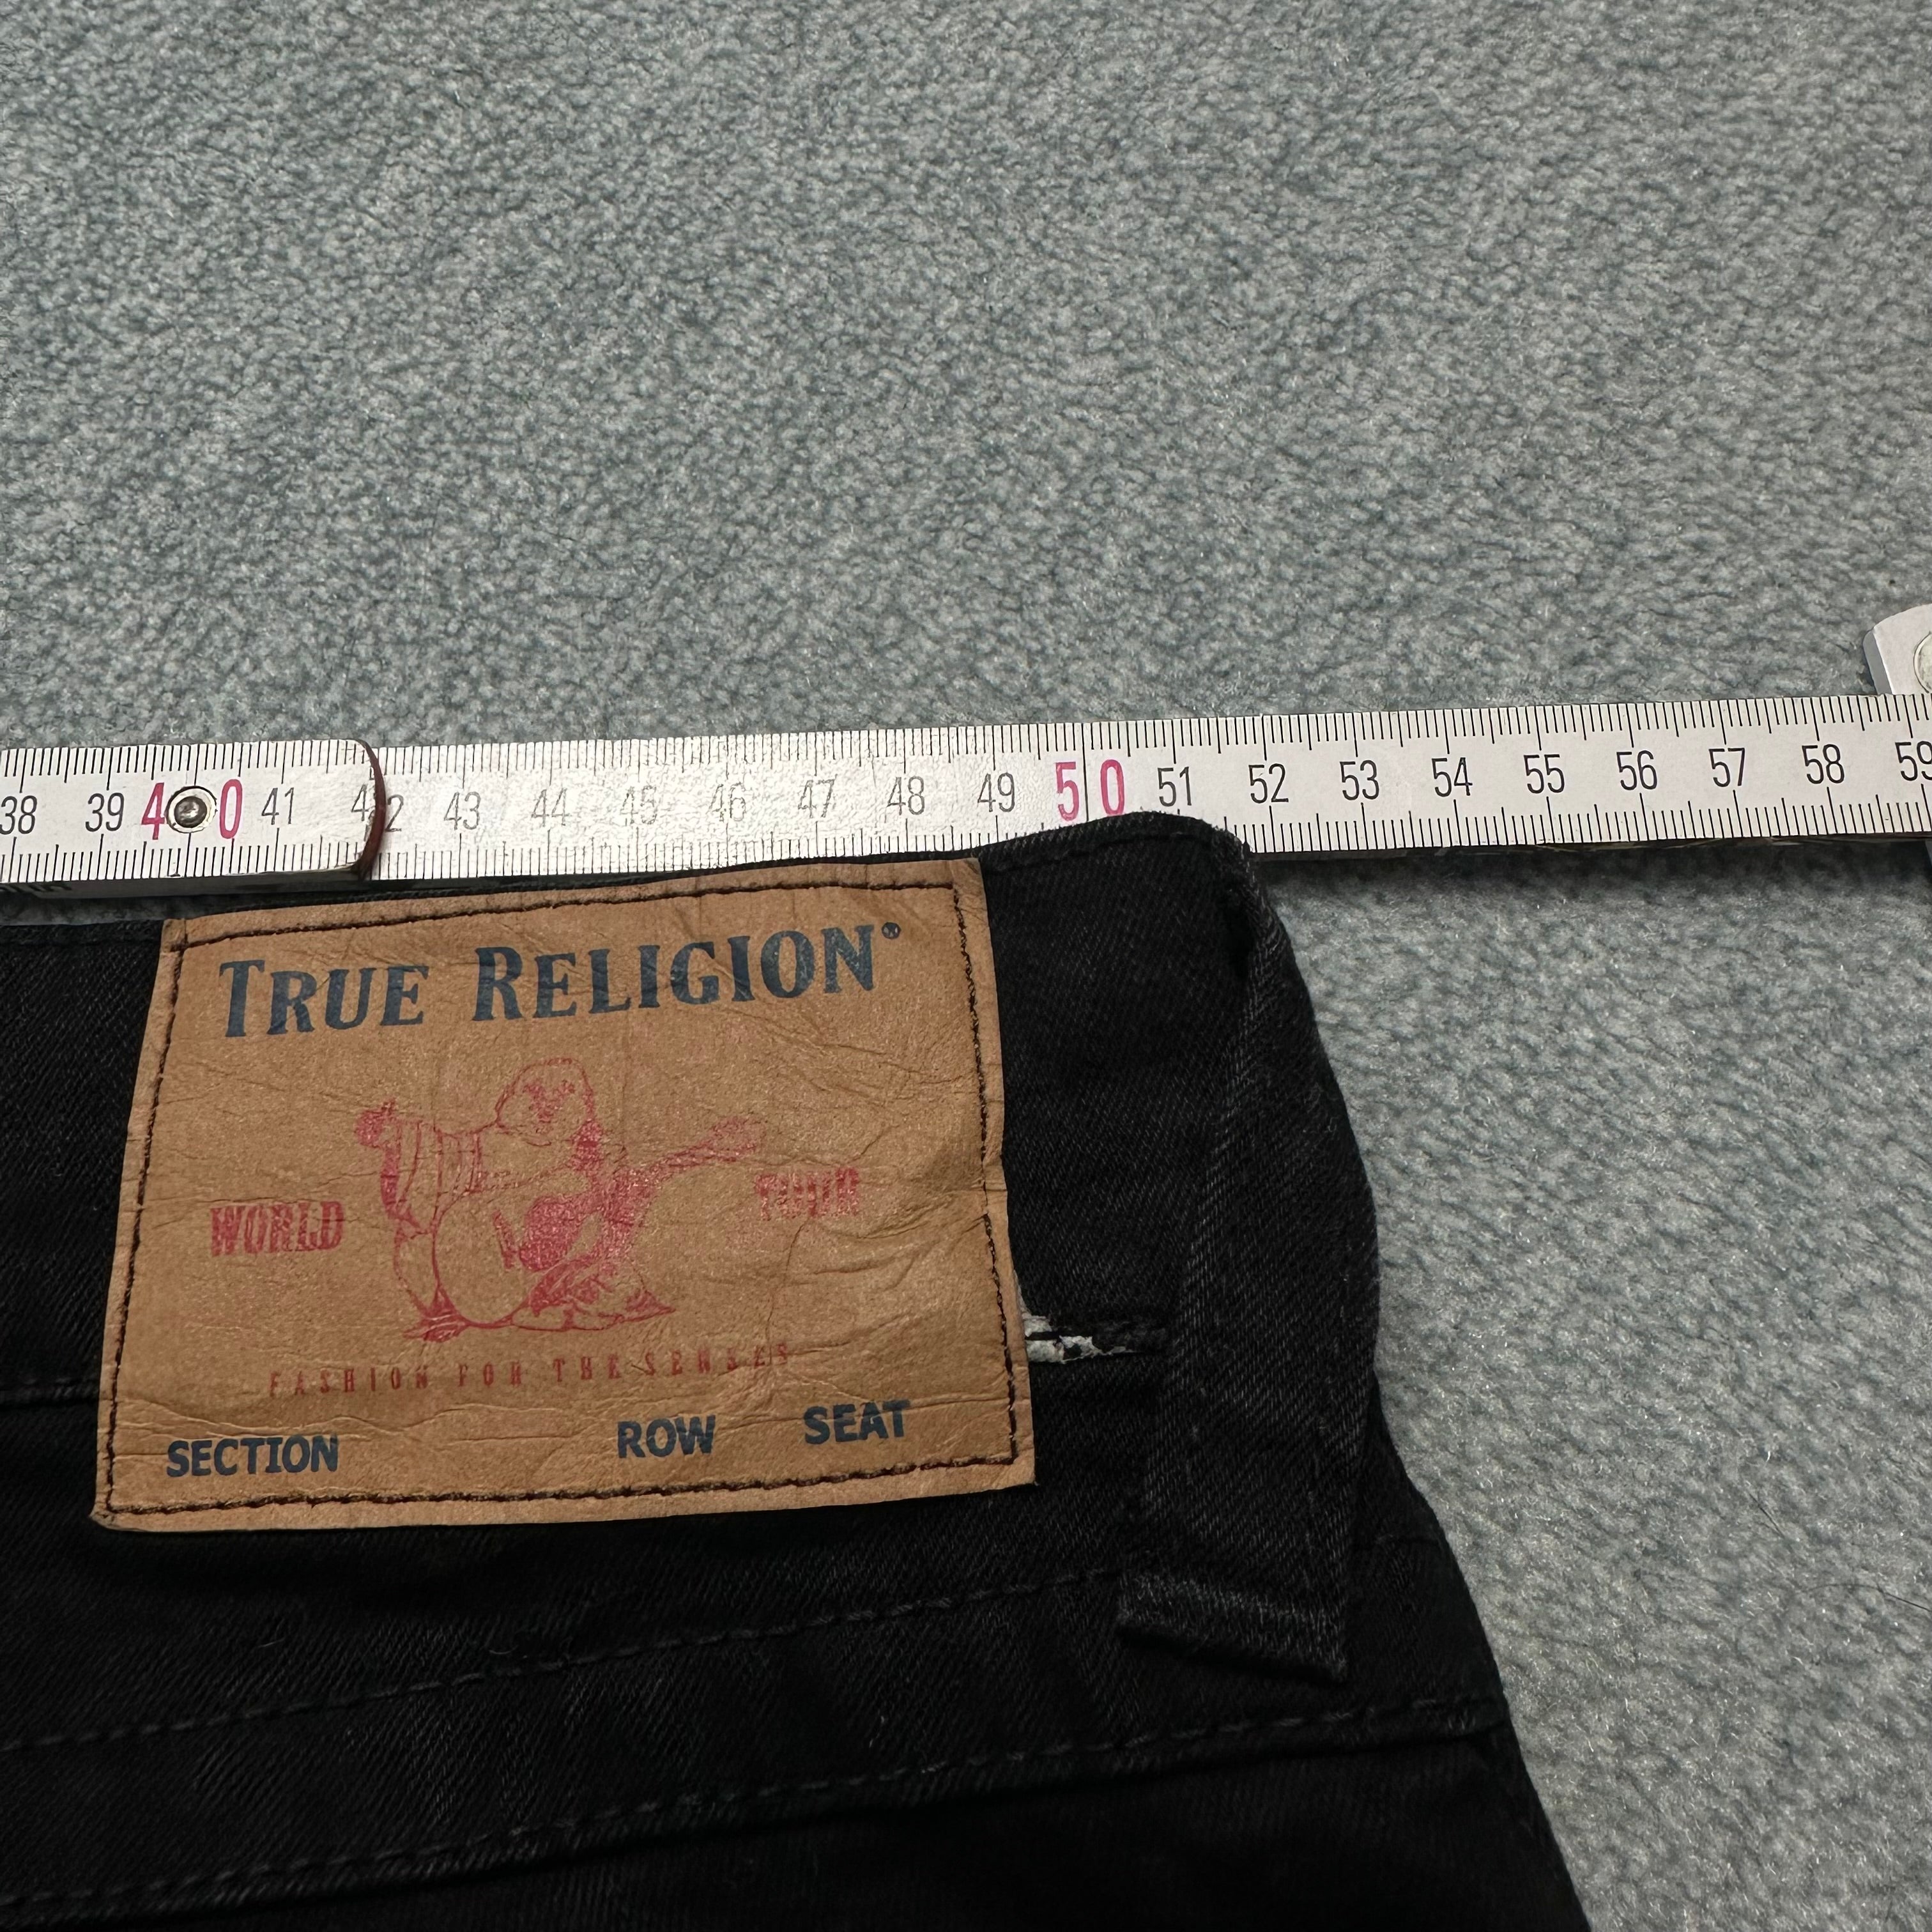 38 39 40 41 42 43 44 45 46 47 48 49 50 51 52 53 54 55 56 57 58 59
TRUE RELIGION®
WORLD TOUR
FASHION FOR THE SENSES
SECTION ROW SEAT